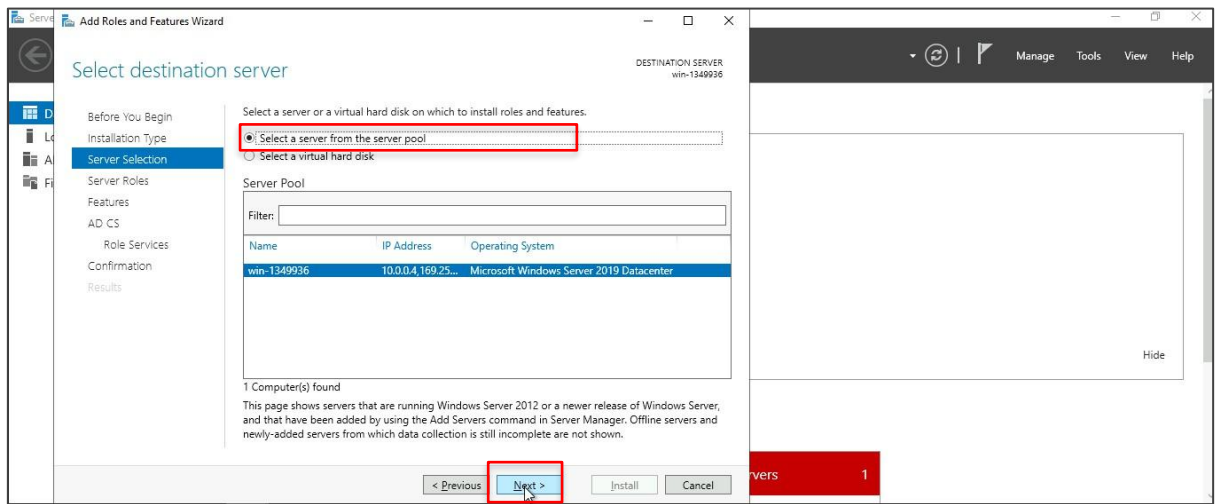 Serve
Add Roles and Features Wizard
Manage Tools View Help
Select destination server
DESTINATION SERVER
win-1349936
Before You Begin
Installation Type
Server Selection
Server Roles
Features
AD CS
Role Services
Confirmation
Results
Select a server or a virtual hard disk on which to install roles and features.
Select a server from the server pool
Select a virtual hard disk
Server Pool
Filter:
Name IP Address Operating System
win-1349936 10.0.0.4,169.25... Microsoft Windows Server 2019 Datacenter
1 Computer(s) found
This page shows servers that are running Windows Server 2012 or a newer release of Windows Server,
and that have been added by using the Add Servers command in Server Manager. Offline servers and
newly-added servers from which data collection is still incomplete are not shown.
< Previous Next > Install Cancel
D
Lo
A
Fi
Hide
rvers 1